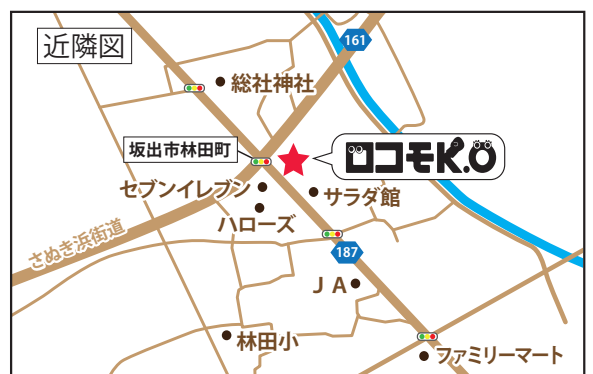 近隣図
161
総社神社
坂出市林田町
ロコモK.O
セブンイレブン
サラダ館
ハローズ
さぬき浜街道
187
JA
林田小
ファミリーマート